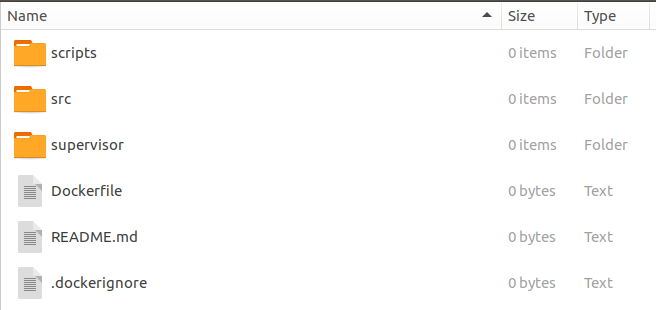 Name Size Type
scripts 0 items Folder
src 0 items Folder
supervisor 0 items Folder
Dockerfile 0 bytes Text
README.md 0 bytes Text
.dockerignore 0 bytes Text